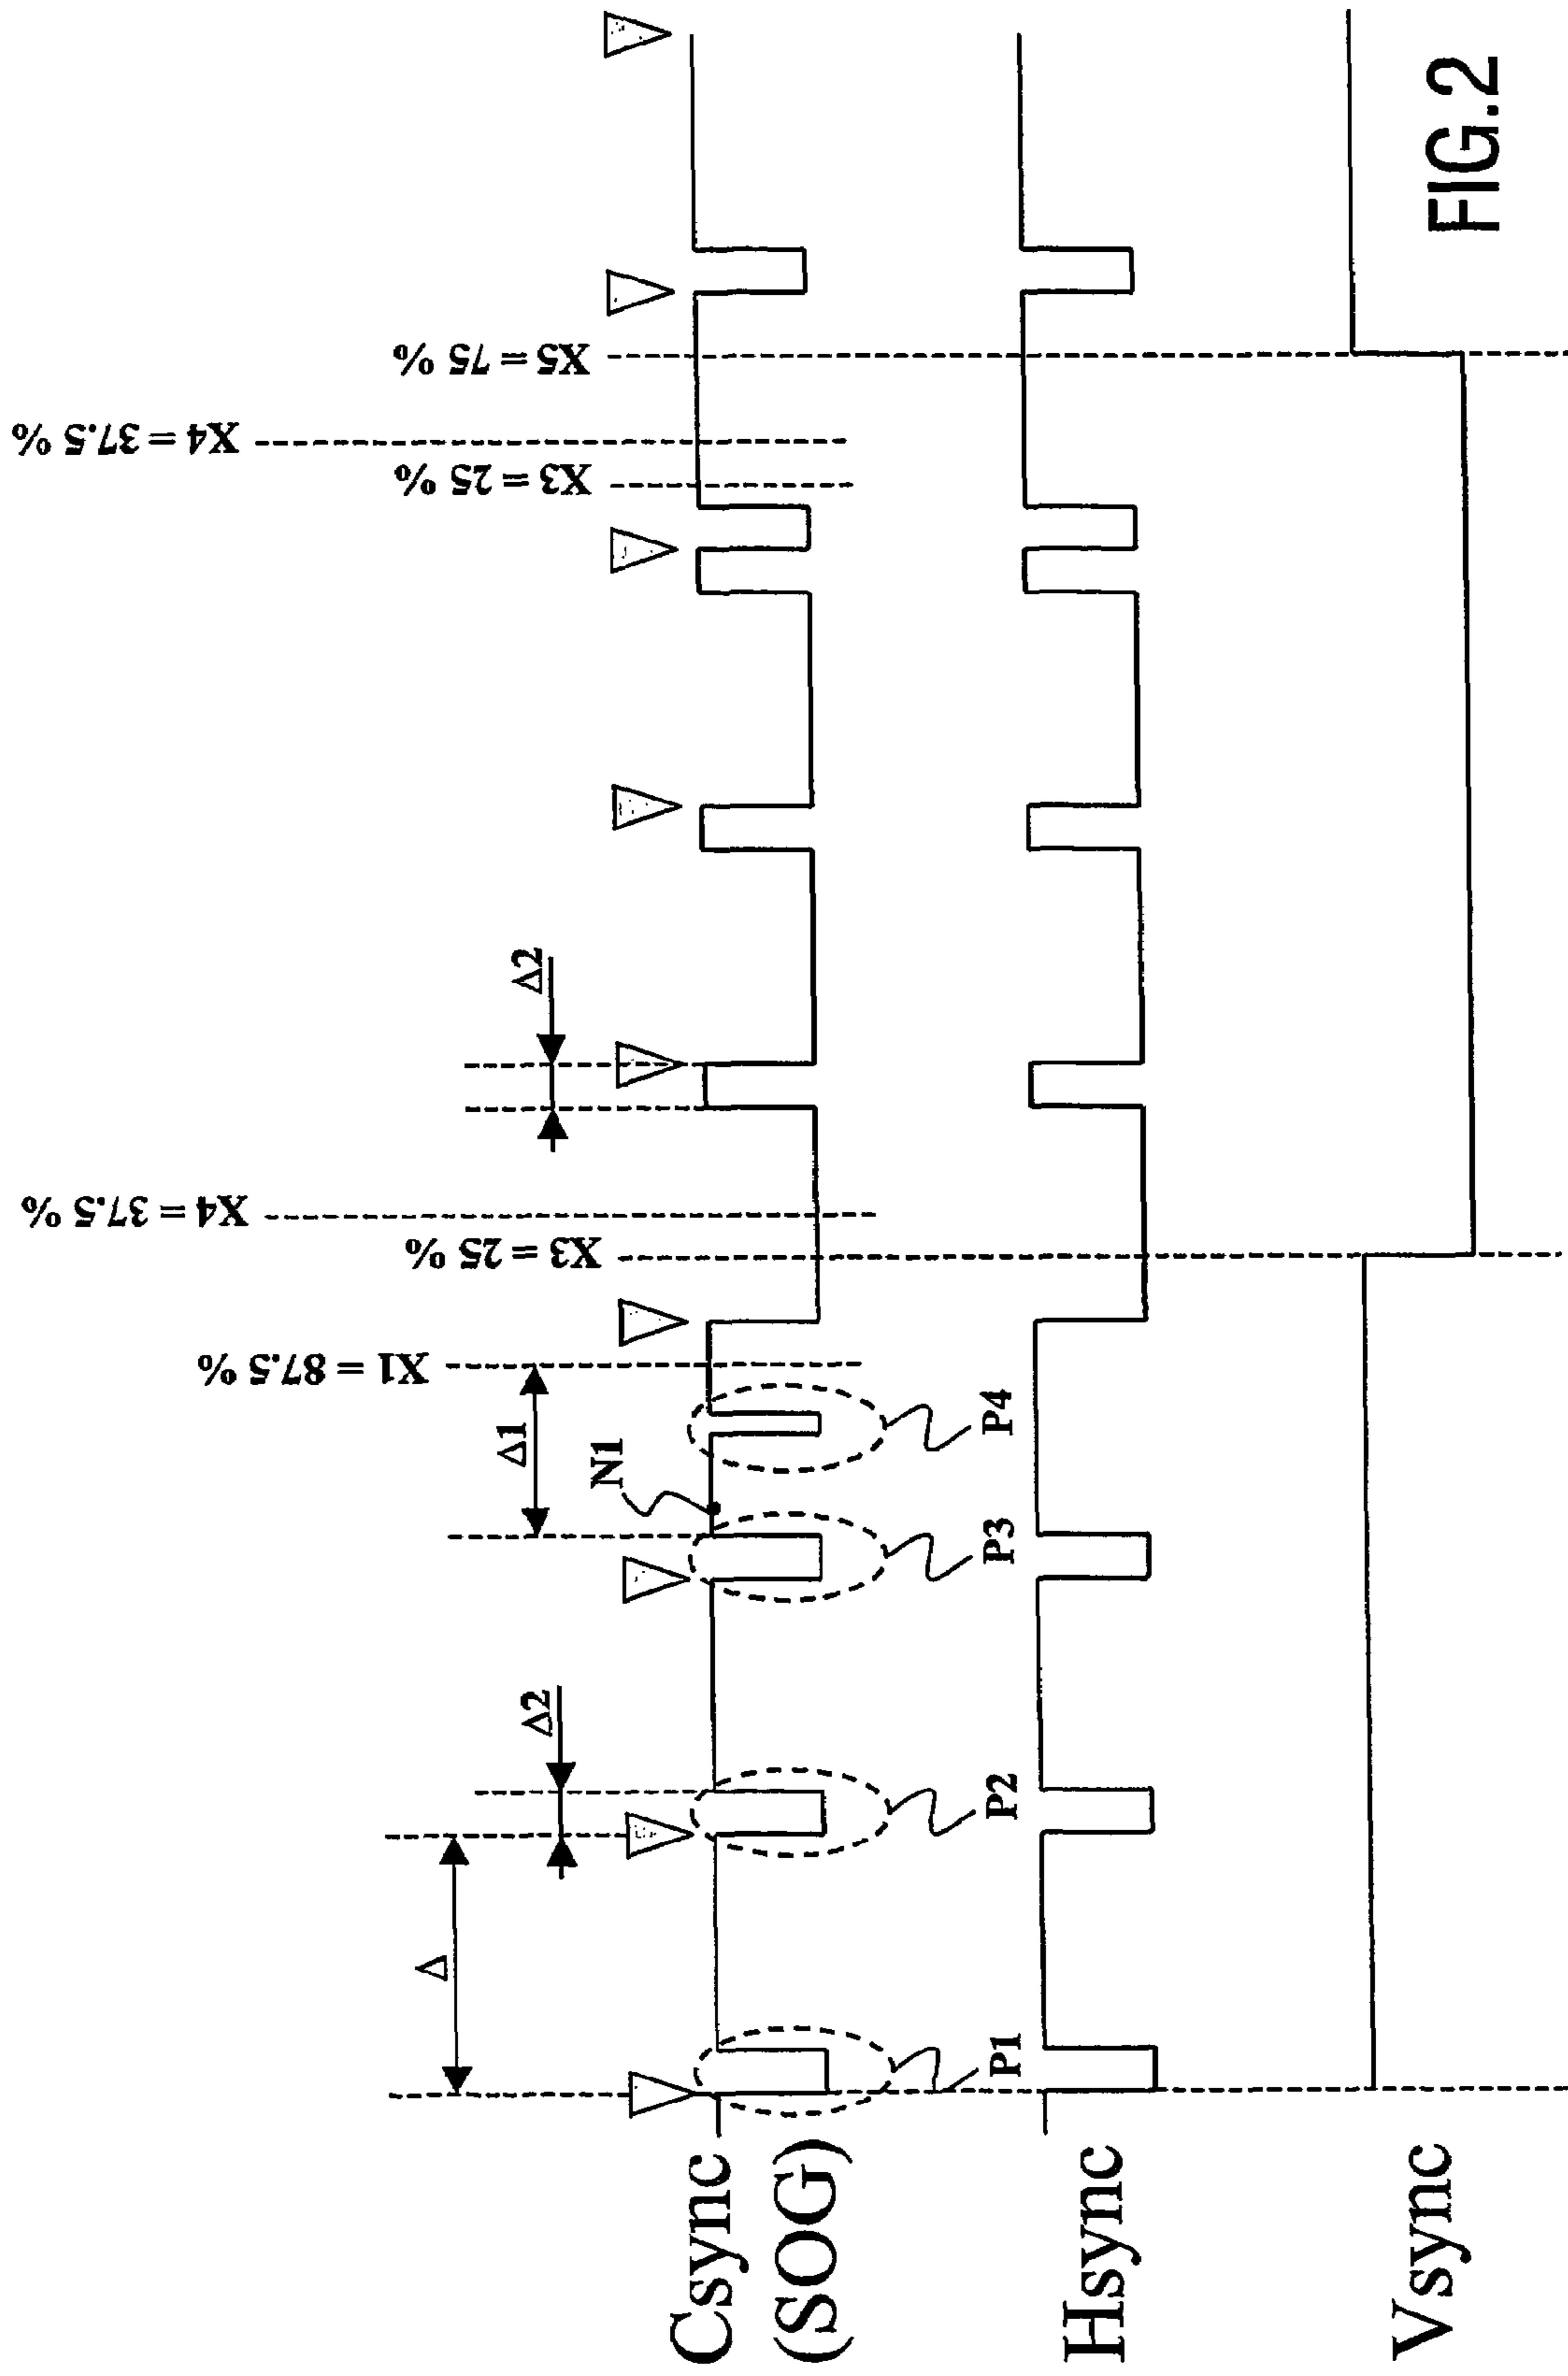 X4 = 37.5 %
X4 = 37.5 %
X1 = 87.5 %
X3 = 25 %
X3 = 25 %
X5 = 75 %
Δ
Δ2
Δ1
Δ2
N1
Csync
(SOG)
P1
P2
P3
P4
Hsync
Vsync
FIG.2